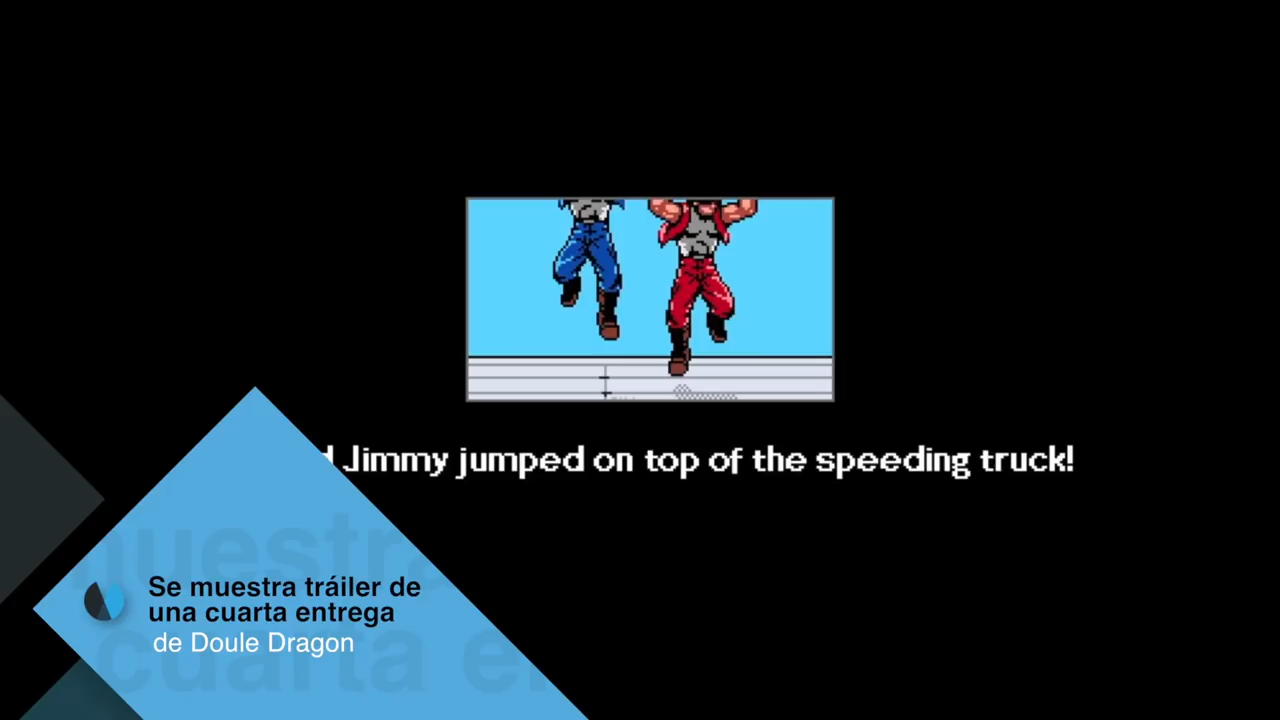 Jimmy jumped on top of the speeding truck!
Se muestra tráiler de
una cuarta entrega
de Doule Dragon